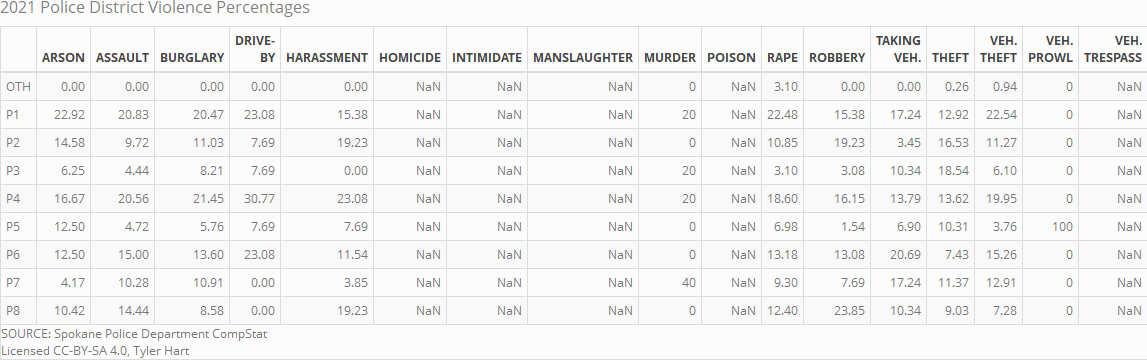 2021 Police District Violence Percentages
ARSON ASSAULT BURGLARY DRIVE-BY HARASSMENT HOMICIDE INTIMIDATE MANSLAUGHTER MURDER POISON RAPE ROBBERY TAKING VEH. THEFT VEH. THEFT VEH. PROWL VEH. TRESPASS
OTH 0.00 0.00 0.00 0.00 0.00 NaN NaN NaN 0 NaN 3.10 0.00 0.00 0.26 0.94 0 NaN
P1 22.92 20.83 20.47 23.08 15.38 NaN NaN NaN 20 NaN 22.48 15.38 17.24 12.92 22.54 0 NaN
P2 14.58 9.72 11.03 7.69 19.23 NaN NaN NaN 0 NaN 10.85 19.23 3.45 16.53 11.27 0 NaN
P3 6.25 4.44 8.21 7.69 0.00 NaN NaN NaN 20 NaN 3.10 3.08 10.34 18.54 6.10 0 NaN
P4 16.67 20.56 21.45 30.77 23.08 NaN NaN NaN 20 NaN 18.60 16.15 13.79 13.62 19.95 0 NaN
P5 12.50 4.72 5.76 7.69 7.69 NaN NaN NaN 0 NaN 6.98 1.54 6.90 10.31 3.76 100 NaN
P6 12.50 15.00 13.60 23.08 11.54 NaN NaN NaN 0 NaN 13.18 13.08 20.69 7.43 15.26 0 NaN
P7 4.17 10.28 10.91 0.00 3.85 NaN NaN NaN 40 NaN 9.30 7.69 17.24 11.37 12.91 0 NaN
P8 10.42 14.44 8.58 0.00 19.23 NaN NaN NaN 0 NaN 12.40 23.85 10.34 9.03 7.28 0 NaN
SOURCE: Spokane Police Department CompStat
Licensed CC-BY-SA 4.0, Tyler Hart